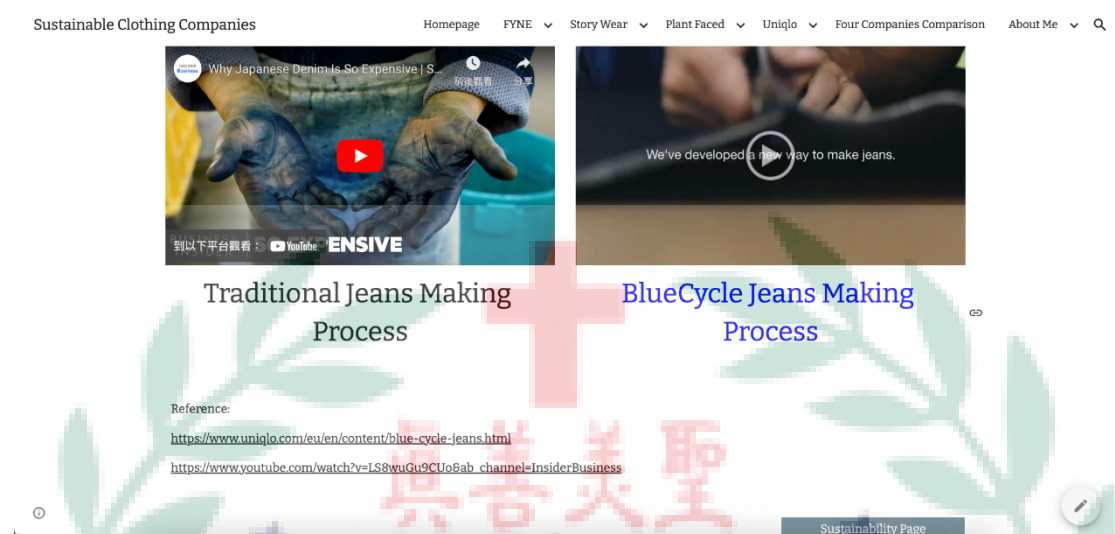 Sustainable Clothing Companies
Homepage FYNE Story Wear Plant Faced Uniqlo Four Companies Comparison About Me
Why Japanese Denim Is So Expensive | S...
稍後觀看 分享
We've developed a new way to make jeans.
到以下平台觀看： YouTube
BUSINESS INSIDER
SO EXPENSIVE
Traditional Jeans Making
Process
BlueCycle Jeans Making
Process
Reference:
https://www.uniqlo.com/eu/en/content/blue-cycle-jeans.html
https://www.youtube.com/watch?v=LS8wuGu9CUo&ab_channel=InsiderBusiness
真善美聖
Sustainability Page